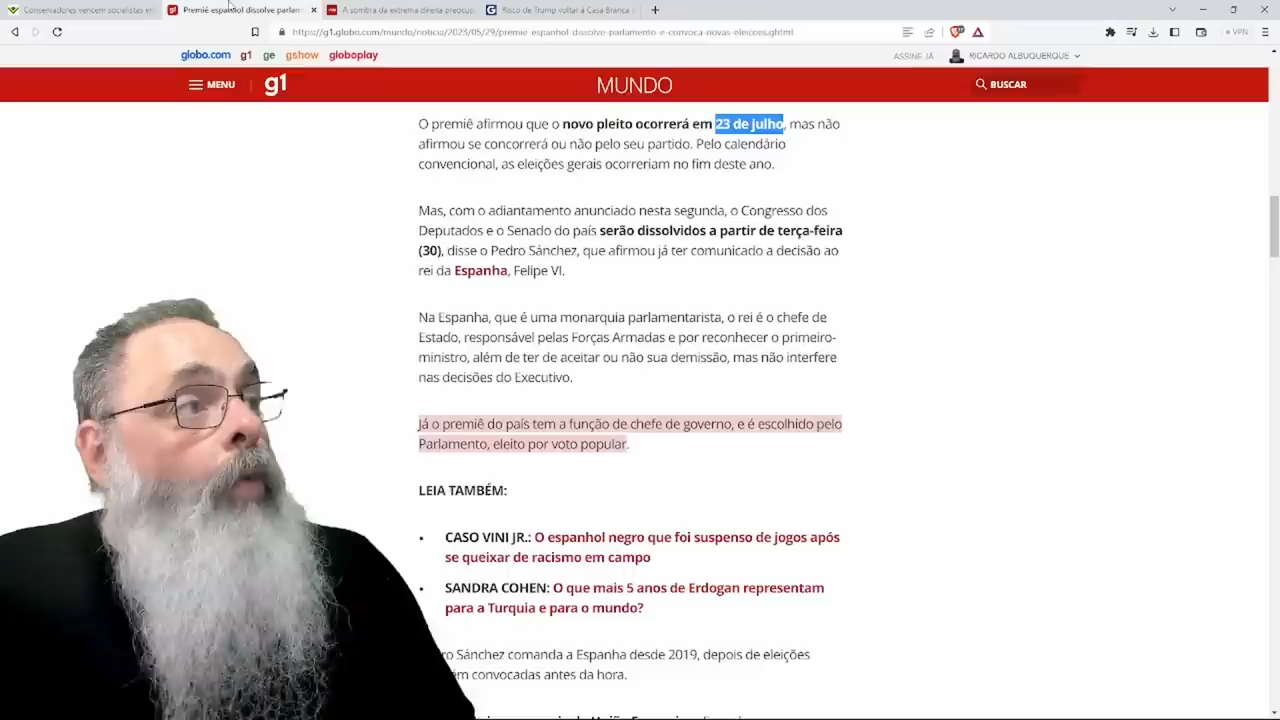 Conservadores vencem socialistas em
Premiê espanhol dissolve parlam
A sombra da extrema direita preocup
Risco de Trump voltar à Casa Branca
https://g1.globo.com/mundo/noticia/2023/05/29/premie-espanhol-dissolve-parlamento-e-convoca-novas-eleicoes.ghtml
VPN
globo.com g1 ge gshow globoplay
ASSINE JÁ
RICARDO ALBUQUERQUE
MENU
g1
MUNDO
BUSCAR
O premiê afirmou que o novo pleito ocorrerá em 23 de julho, mas não
afirmou se concorrerá ou não pelo seu partido. Pelo calendário
convencional, as eleições gerais ocorreriam no fim deste ano.
Mas, com o adiantamento anunciado nesta segunda, o Congresso dos
Deputados e o Senado do país serão dissolvidos a partir de terça-feira
(30), disse o Pedro Sánchez, que afirmou já ter comunicado a decisão ao
rei da Espanha, Felipe VI.
Na Espanha, que é uma monarquia parlamentarista, o rei é o chefe de
Estado, responsável pelas Forças Armadas e por reconhecer o primeiro-
ministro, além de ter de aceitar ou não sua demissão, mas não interfere
nas decisões do Executivo.
Já o premiê do país tem a função de chefe de governo, e é escolhido pelo
Parlamento, eleito por voto popular.
LEIA TAMBÉM:
• CASO VINI JR.: O espanhol negro que foi suspenso de jogos após
se queixar de racismo em campo
• SANDRA COHEN: O que mais 5 anos de Erdogan representam
para a Turquia e para o mundo?
ro Sánchez comanda a Espanha desde 2019, depois de eleições
ém convocadas antes da hora.